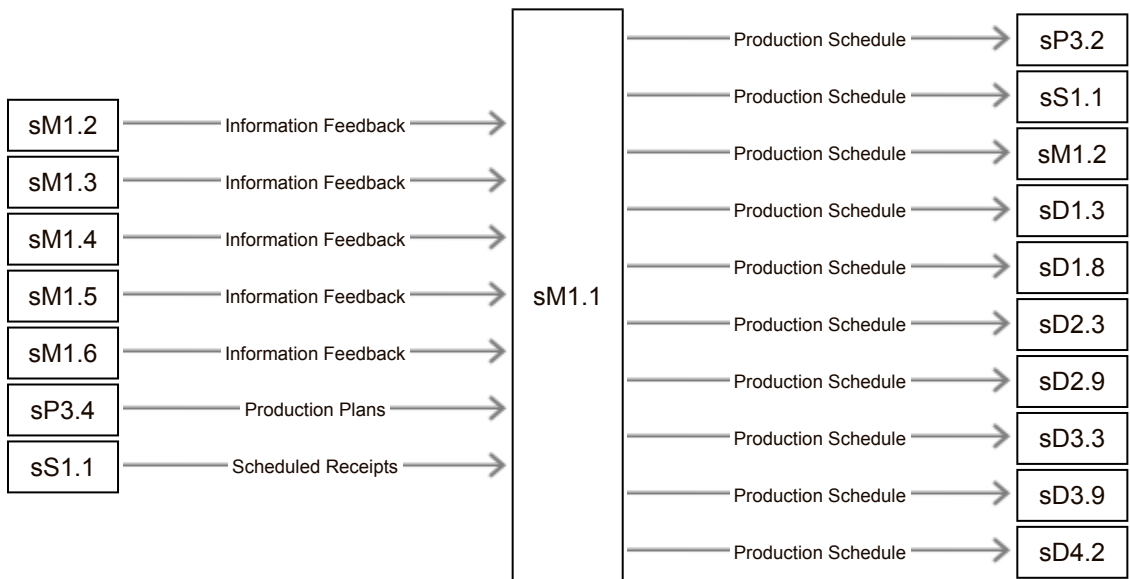 sM1.2 Information Feedback
sM1.3 Information Feedback
sM1.4 Information Feedback
sM1.5 Information Feedback
sM1.6 Information Feedback
sP3.4 Production Plans
sS1.1 Scheduled Receipts
sM1.1
Production Schedule sP3.2
Production Schedule sS1.1
Production Schedule sM1.2
Production Schedule sD1.3
Production Schedule sD1.8
Production Schedule sD2.3
Production Schedule sD2.9
Production Schedule sD3.3
Production Schedule sD3.9
Production Schedule sD4.2